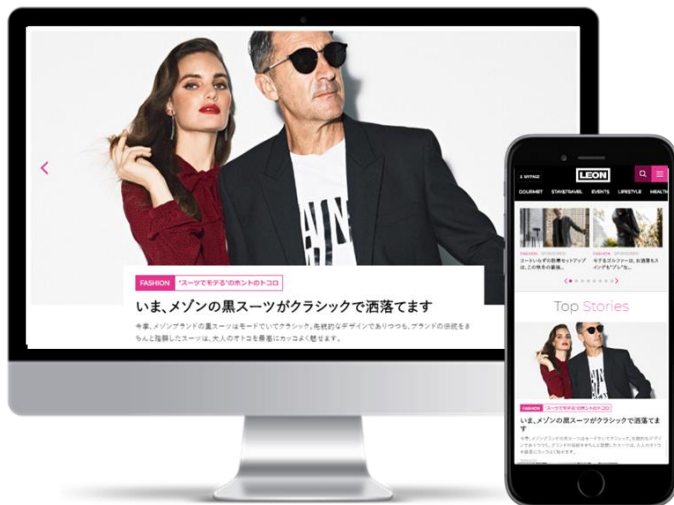 FASHION "スーツでモテる"のホントのトコロ
いま、メゾンの黒スーツがクラシックで洒落てます
今季、メゾンブランドの黒スーツはモードでいてクラシック。先鋭的なデザインでありつつも、ブランドの伝統をき
ちんと踏襲したスーツは、大人のオトコを最高にカッコよく魅せます。
MYPAGE
LEON
GOURMET STAY&TRAVEL EVENTS LIFESTYLE HEALTH
FASHION SPONSORED
FASHION SPONSORED
Top Stories
FASHION "スーツでモテる"のホントのトコロ
いま、メゾンの黒スーツがクラシックで洒落てま
す